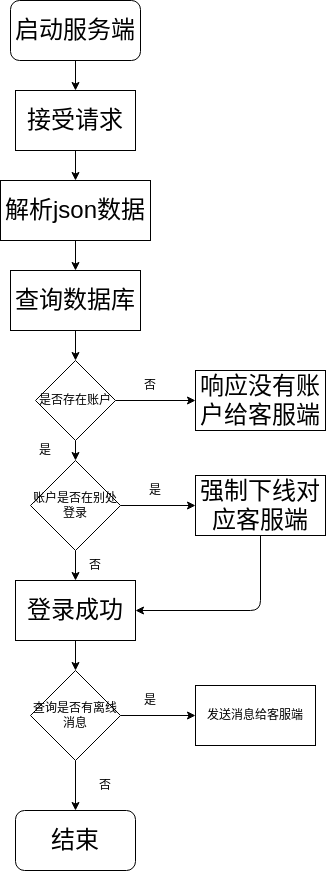 启动服务端
接受请求
解析json数据
查询数据库
是否存在账户
否
响应没有账
户给客服端
是
账户是否在别处
登录
是
强制下线对
应客服端
否
登录成功
查询是否有离线
消息
是
发送消息给客服端
否
结束